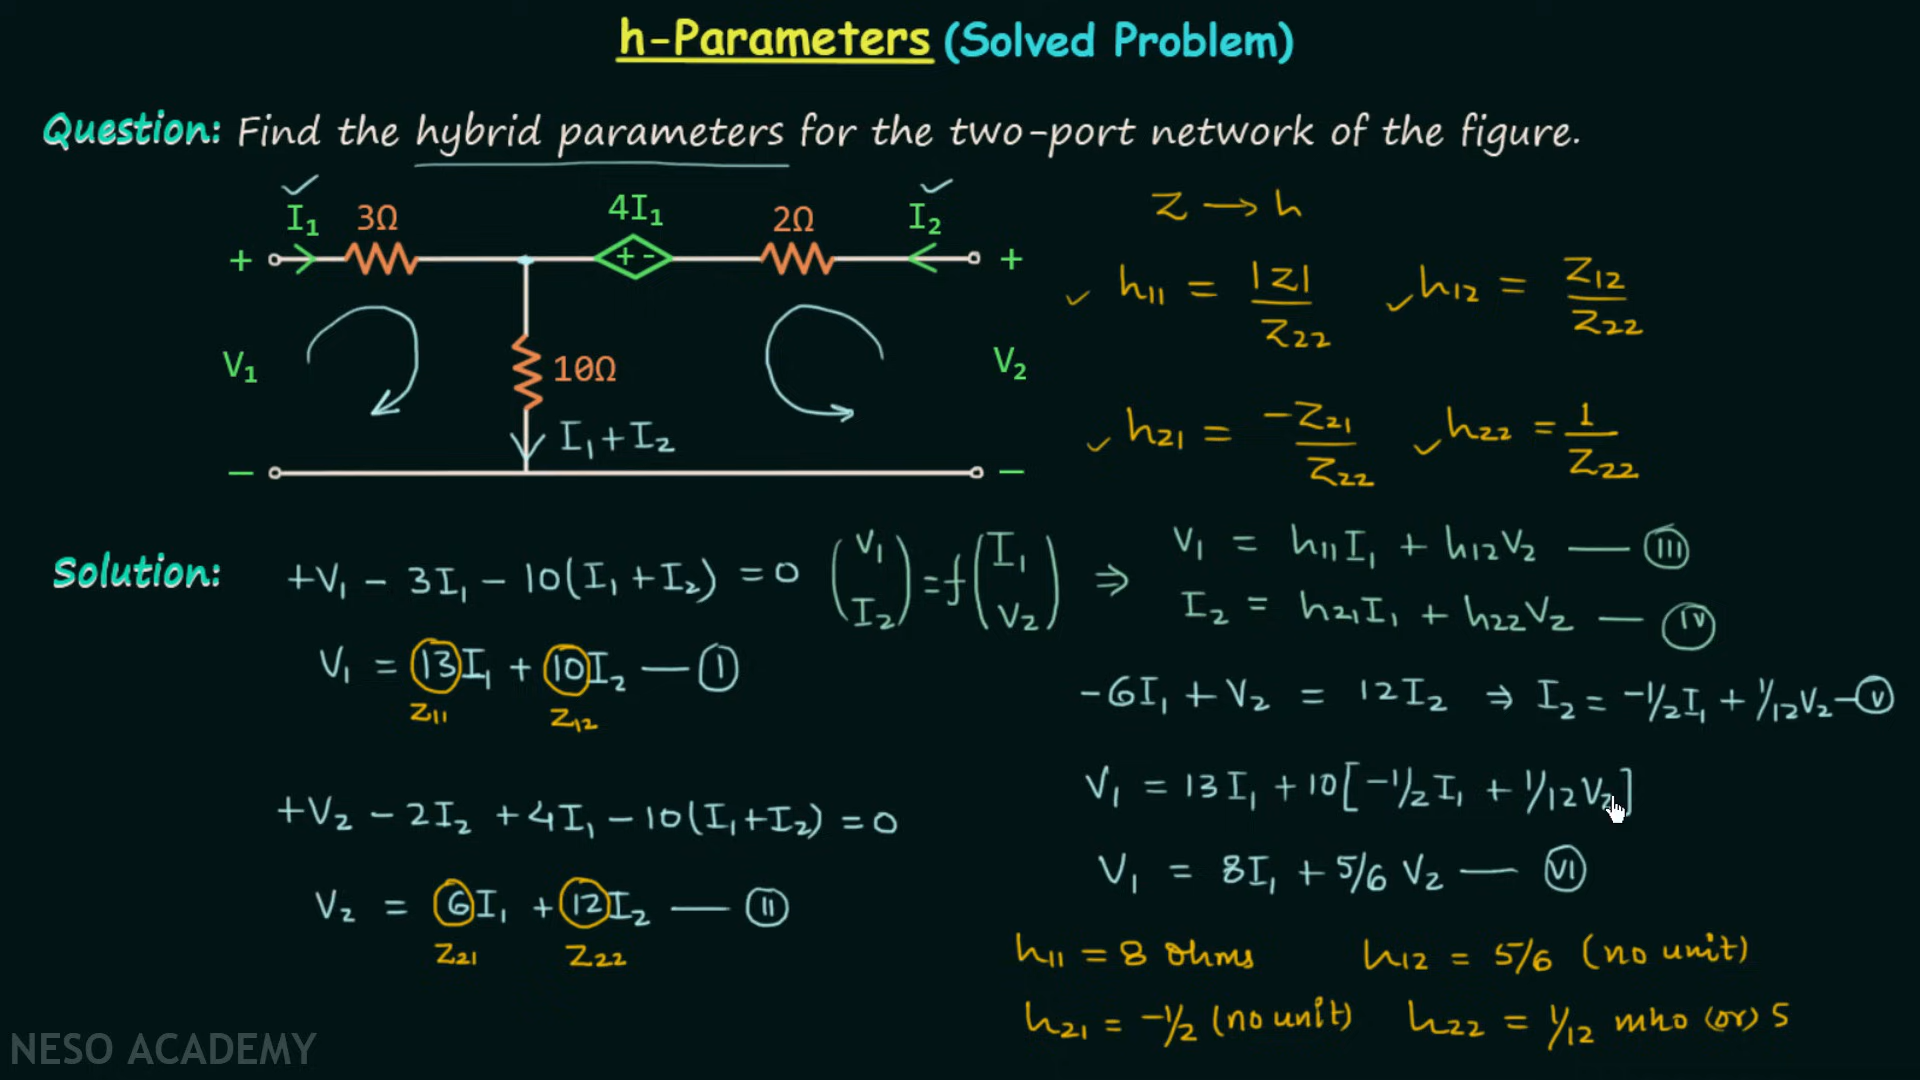 h-Parameters (Solved Problem)
Question: Find the hybrid parameters for the two-port network of the figure.
I₁ 3Ω 4I₁ 2Ω I₂
+ + - +
V₁ 10Ω V₂
I₁ + I₂
− −
Z → h
h₁₁ = |Z| / Z₂₂ h₁₂ = Z₁₂ / Z₂₂
h₂₁ = -Z₂₁ / Z₂₂ h₂₂ = 1 / Z₂₂
Solution: +V₁ - 3I₁ - 10(I₁ + I₂) = 0
V₁ = 13I₁ + 10I₂ — I
Z₁₁ Z₁₂
+V₂ - 2I₂ + 4I₁ - 10(I₁+I₂) = 0
V₂ = 6I₁ + 12I₂ — II
Z₂₁ Z₂₂
(V₁ I₂) = f (I₁ V₂) ⇒
V₁ = h₁₁I₁ + h₁₂V₂ — III
I₂ = h₂₁I₁ + h₂₂V₂ — IV
-6I₁ + V₂ = 12I₂ ⇒ I₂ = -1/2I₁ + 1/12V₂ — V
V₁ = 13I₁ + 10[-1/2I₁ + 1/12V₂]
V₁ = 8I₁ + 5/6 V₂ — VI
h₁₁ = 8 ohms h₁₂ = 5/6 (no unit)
h₂₁ = -1/2 (no unit) h₂₂ = 1/12 mho (or) S
NESO ACADEMY